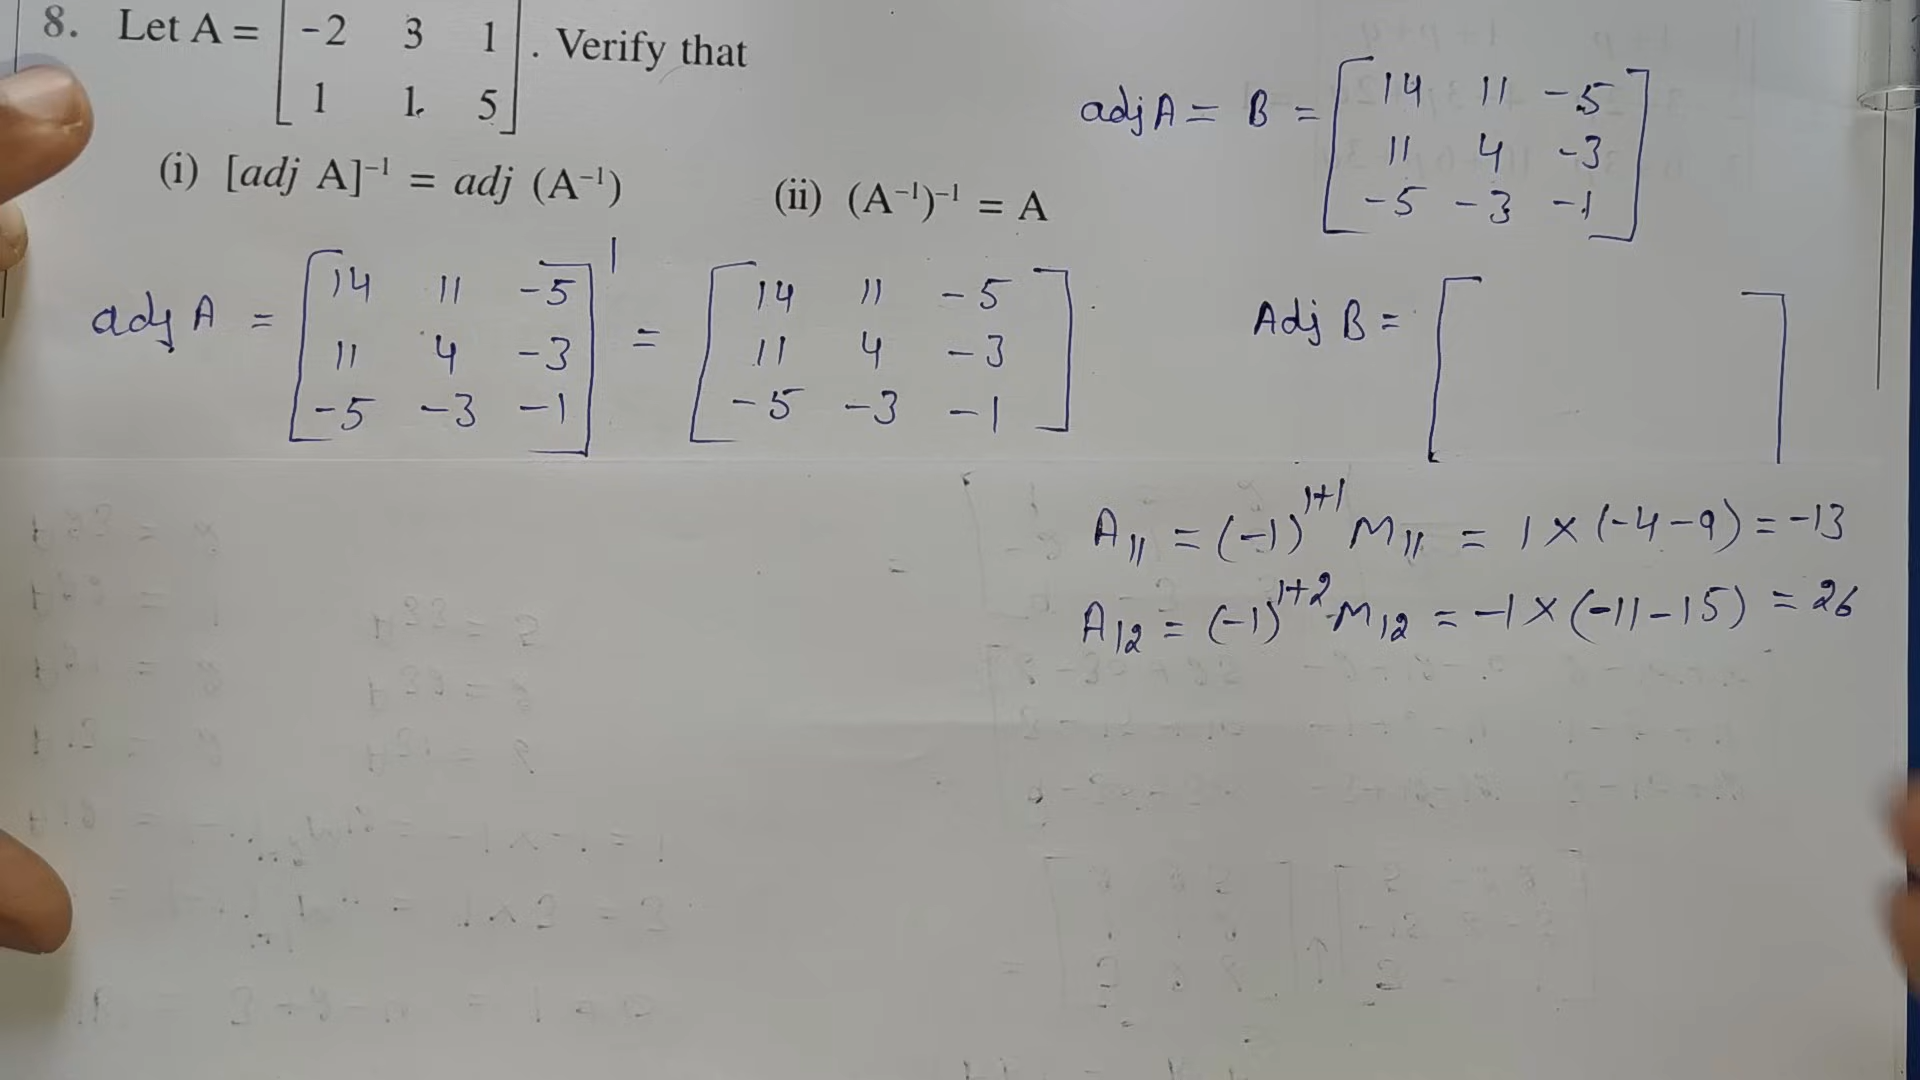 8. Let A = [ -2 3 1 ] . Verify that
1 1 5
(i) [adj A]⁻¹ = adj (A⁻¹) (ii) (A⁻¹)⁻¹ = A
adj A = [ 14 11 -5 ]' = [ 14 11 -5 ]
11 4 -3 11 4 -3
-5 -3 -1 -5 -3 -1
adj A = B = [ 14 11 -5 ]
11 4 -3
-5 -3 -1
Adj B = [ ]
A₁₁ = (-1)¹⁺¹ M₁₁ = 1 × (-4-9) = -13
A₁₂ = (-1)¹⁺² M₁₂ = -1 × (-11-15) = 26